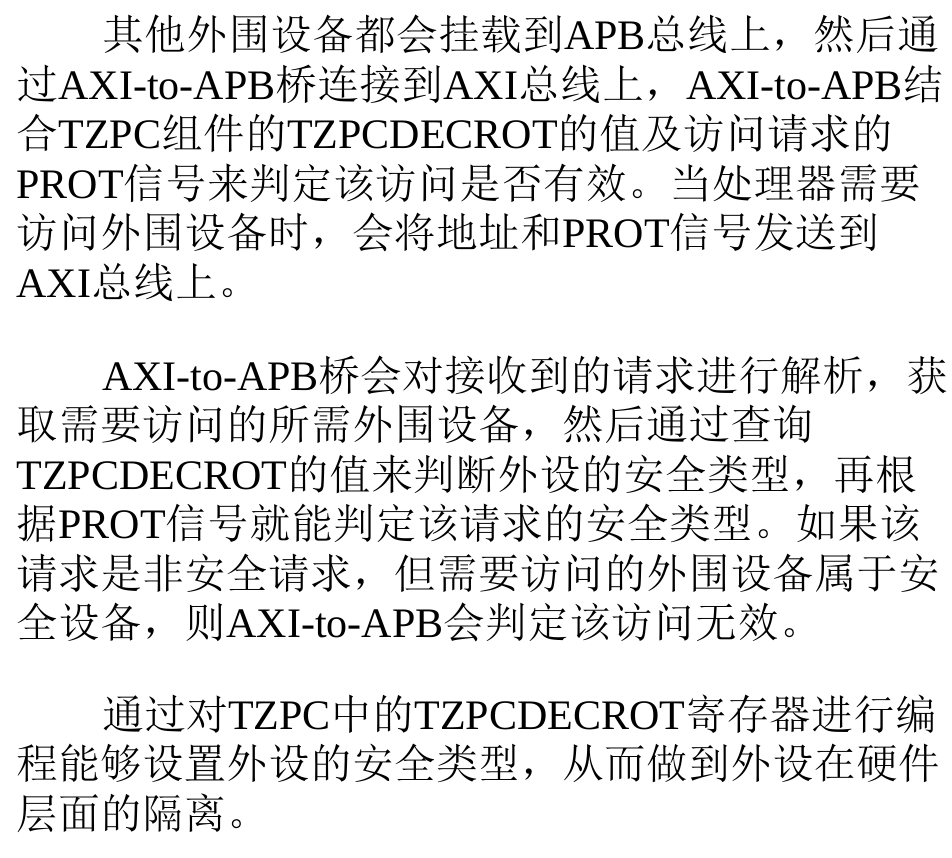 其他外围设备都会挂载到APB总线上，然后通
过AXI-to-APB桥连接到AXI总线上，AXI-to-APB结
合TZPC组件的TZPCDECROT的值及访问请求的
PROT信号来判定该访问是否有效。当处理器需要
访问外围设备时，会将地址和PROT信号发送到
AXI总线上。
AXI-to-APB桥会对接收到的请求进行解析，获
取需要访问的所需外围设备，然后通过查询
TZPCDECROT的值来判断外设的安全类型，再根
据PROT信号就能判定该请求的安全类型。如果该
请求是非安全请求，但需要访问的外围设备属于安
全设备，则AXI-to-APB会判定该访问无效。
通过对TZPC中的TZPCDECROT寄存器进行编
程能够设置外设的安全类型，从而做到外设在硬件
层面的隔离。